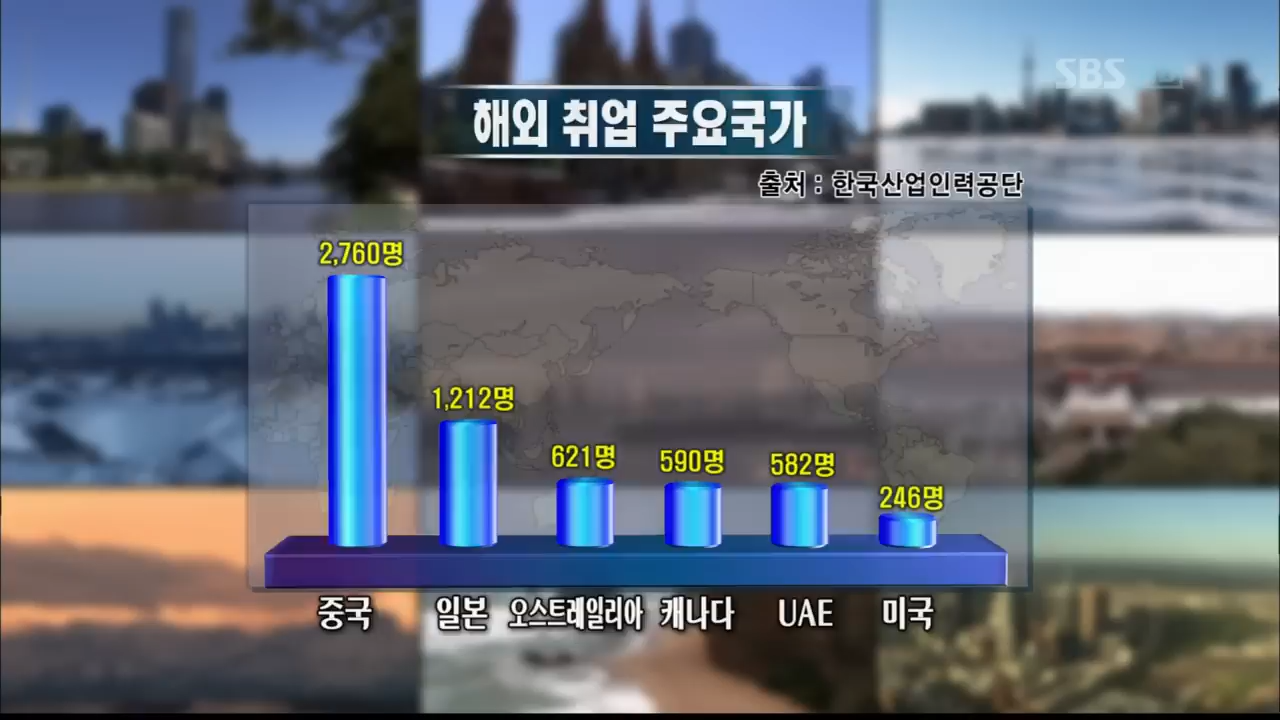 SBS
해외 취업 주요국가
출처 : 한국산업인력공단
2,760명
1,212명
621명
590명
582명
246명
중국
일본
오스트레일리아
캐나다
UAE
미국